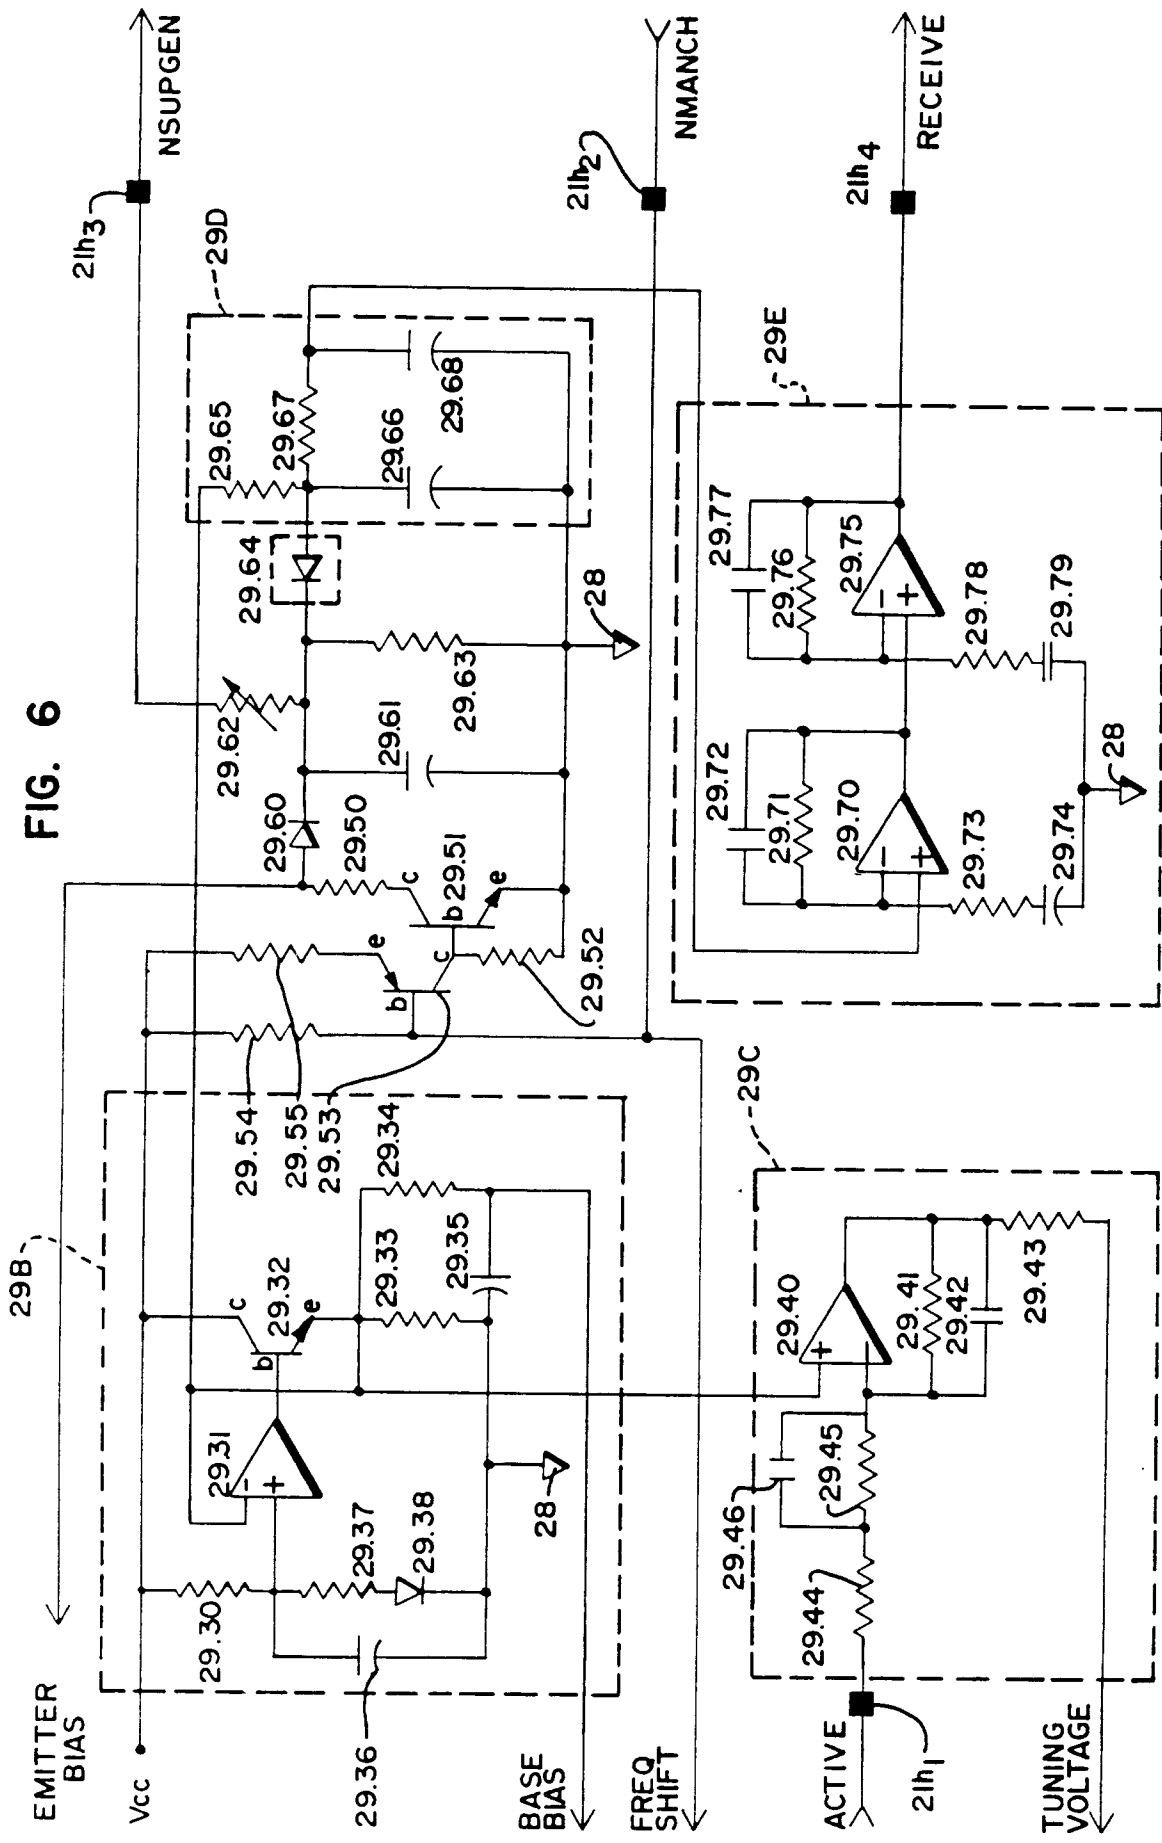 FIG. 6
NSUPGEN
21h3
29D
29.65
29.67
29.66
29.68
29.64
29.62
29.63
29.61
28
29.60
29.50
29.51
c
b
e
e
b
c
29.52
29.54
29.55
29.53
21h2
NMANCH
29B
EMITTER
BIAS
Vcc
c
b
e
29.32
29.31
-
+
29.33
29.34
29.35
29.30
29.37
29.38
29.36
28
BASE
BIAS
FREQ
SHIFT
29C
29.40
+
-
29.41
29.42
29.43
29.46
29.45
29.44
ACTIVE
21h1
TUNING
VOLTAGE
29E
29.72
29.71
29.70
-
+
29.73
29.74
29.77
29.76
29.75
-
+
29.78
29.79
28
21h4
RECEIVE